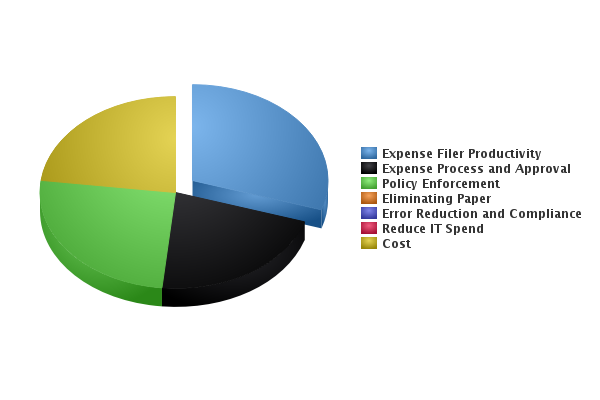 Expense Filer Productivity
Expense Process and Approval
Policy Enforcement
Eliminating Paper
Error Reduction and Compliance
Reduce IT Spend
Cost